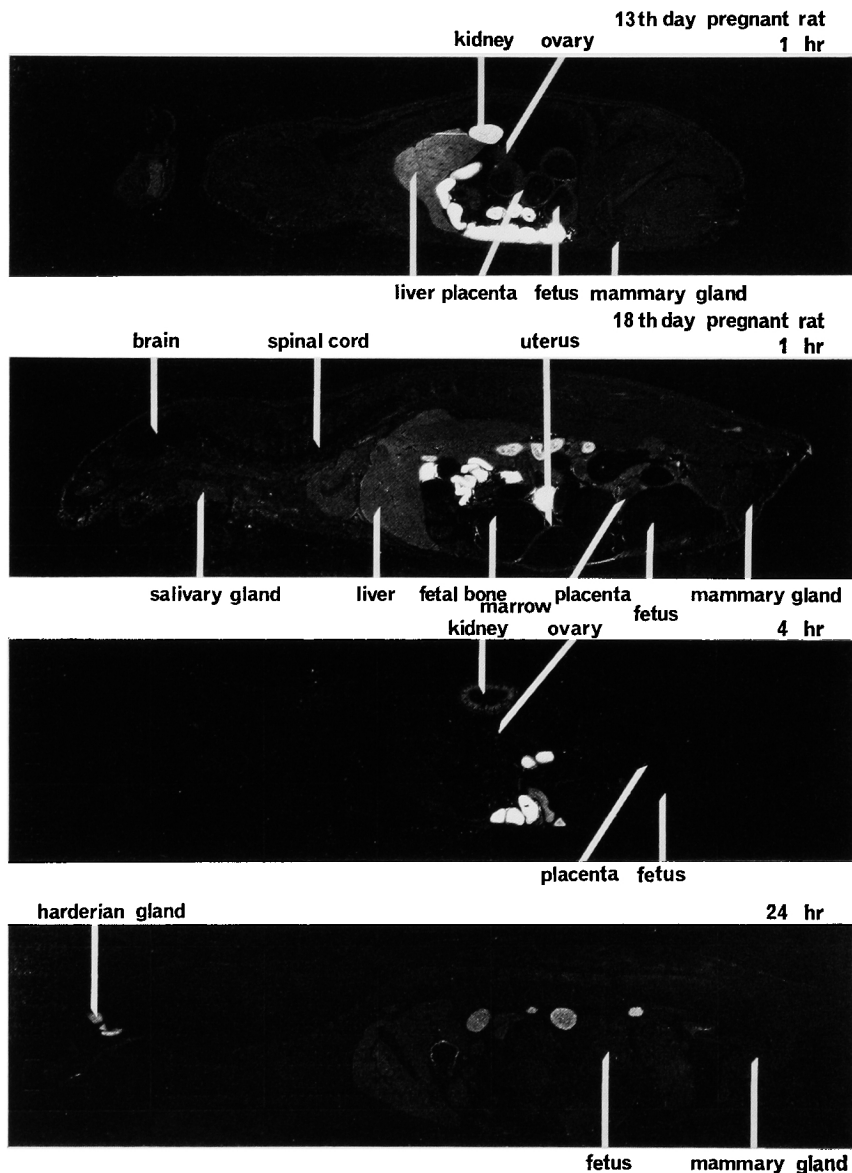 13th day pregnant rat
kidney ovary 1 hr
liver placenta fetus mammary gland
18th day pregnant rat
brain spinal cord uterus 1 hr
salivary gland liver fetal bone marrow placenta fetus mammary gland
kidney ovary 4 hr
placenta fetus
harderian gland 24 hr
fetus mammary gland